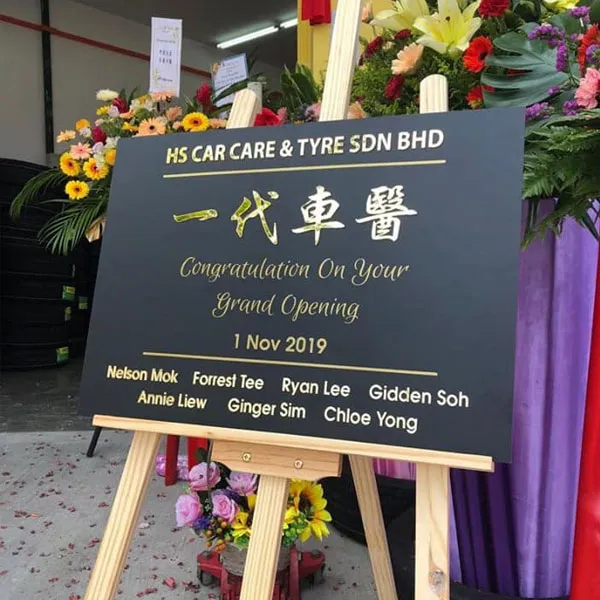 HS CAR CARE & TYRE SDN BHD
一代車醫
Congratulation On Your
Grand Opening
1 Nov 2019
Nelson Mok Forrest Tee Ryan Lee Gidden Soh
Annie Liew Ginger Sim Chloe Yong